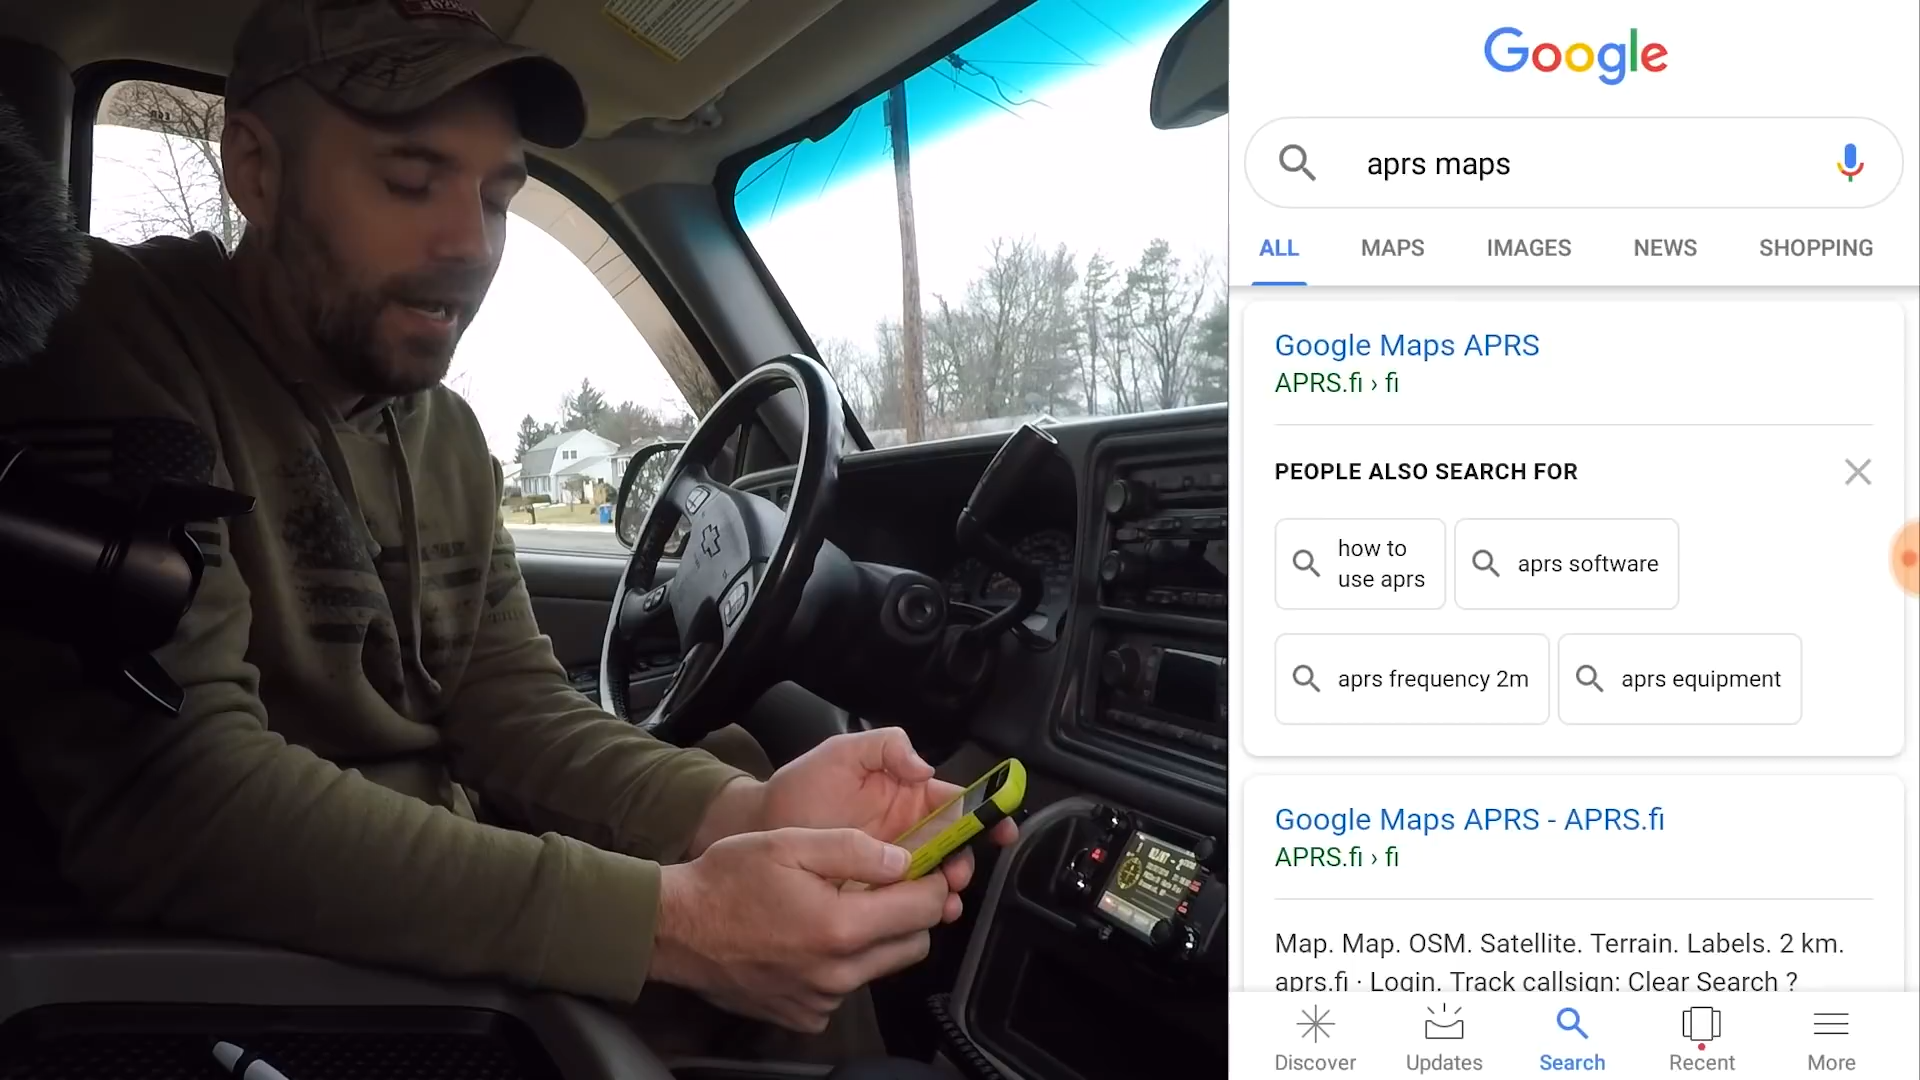 Google
aprs maps
ALL MAPS IMAGES NEWS SHOPPING
Google Maps APRS
APRS.fi › fi
PEOPLE ALSO SEARCH FOR
how to
use aprs
aprs software
aprs frequency 2m
aprs equipment
Google Maps APRS - APRS.fi
APRS.fi › fi
Map. Map. OSM. Satellite. Terrain. Labels. 2 km.
aprs.fi · Login. Track callsign: Clear Search ?
Discover Updates Search Recent More